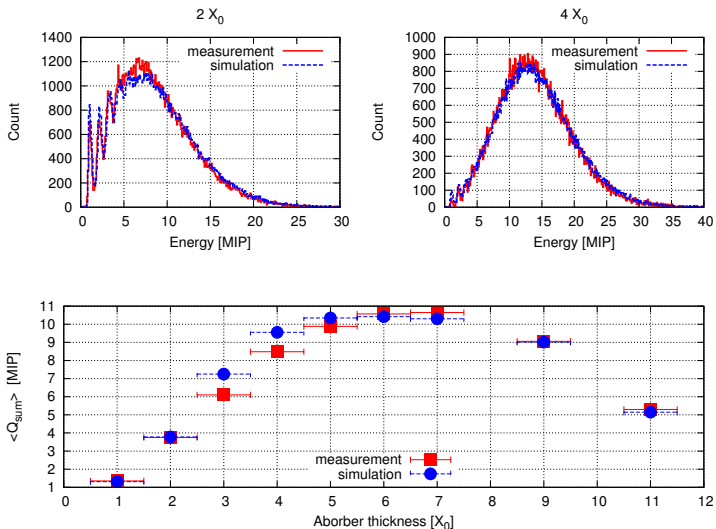 2 X0
1400
1200
1000
800
600
400
200
0
Count
measurement
simulation
0 5 10 15 20 25 30
Energy [MIP]
4 X0
1000
900
800
700
600
500
400
300
200
100
0
Count
measurement
simulation
0 5 10 15 20 25 30 35 40
Energy [MIP]
11
10
9
8
7
6
5
4
3
2
1
<Qsum> [MIP]
measurement
simulation
0 1 2 3 4 5 6 7 8 9 10 11 12
Aborber thickness [X0]